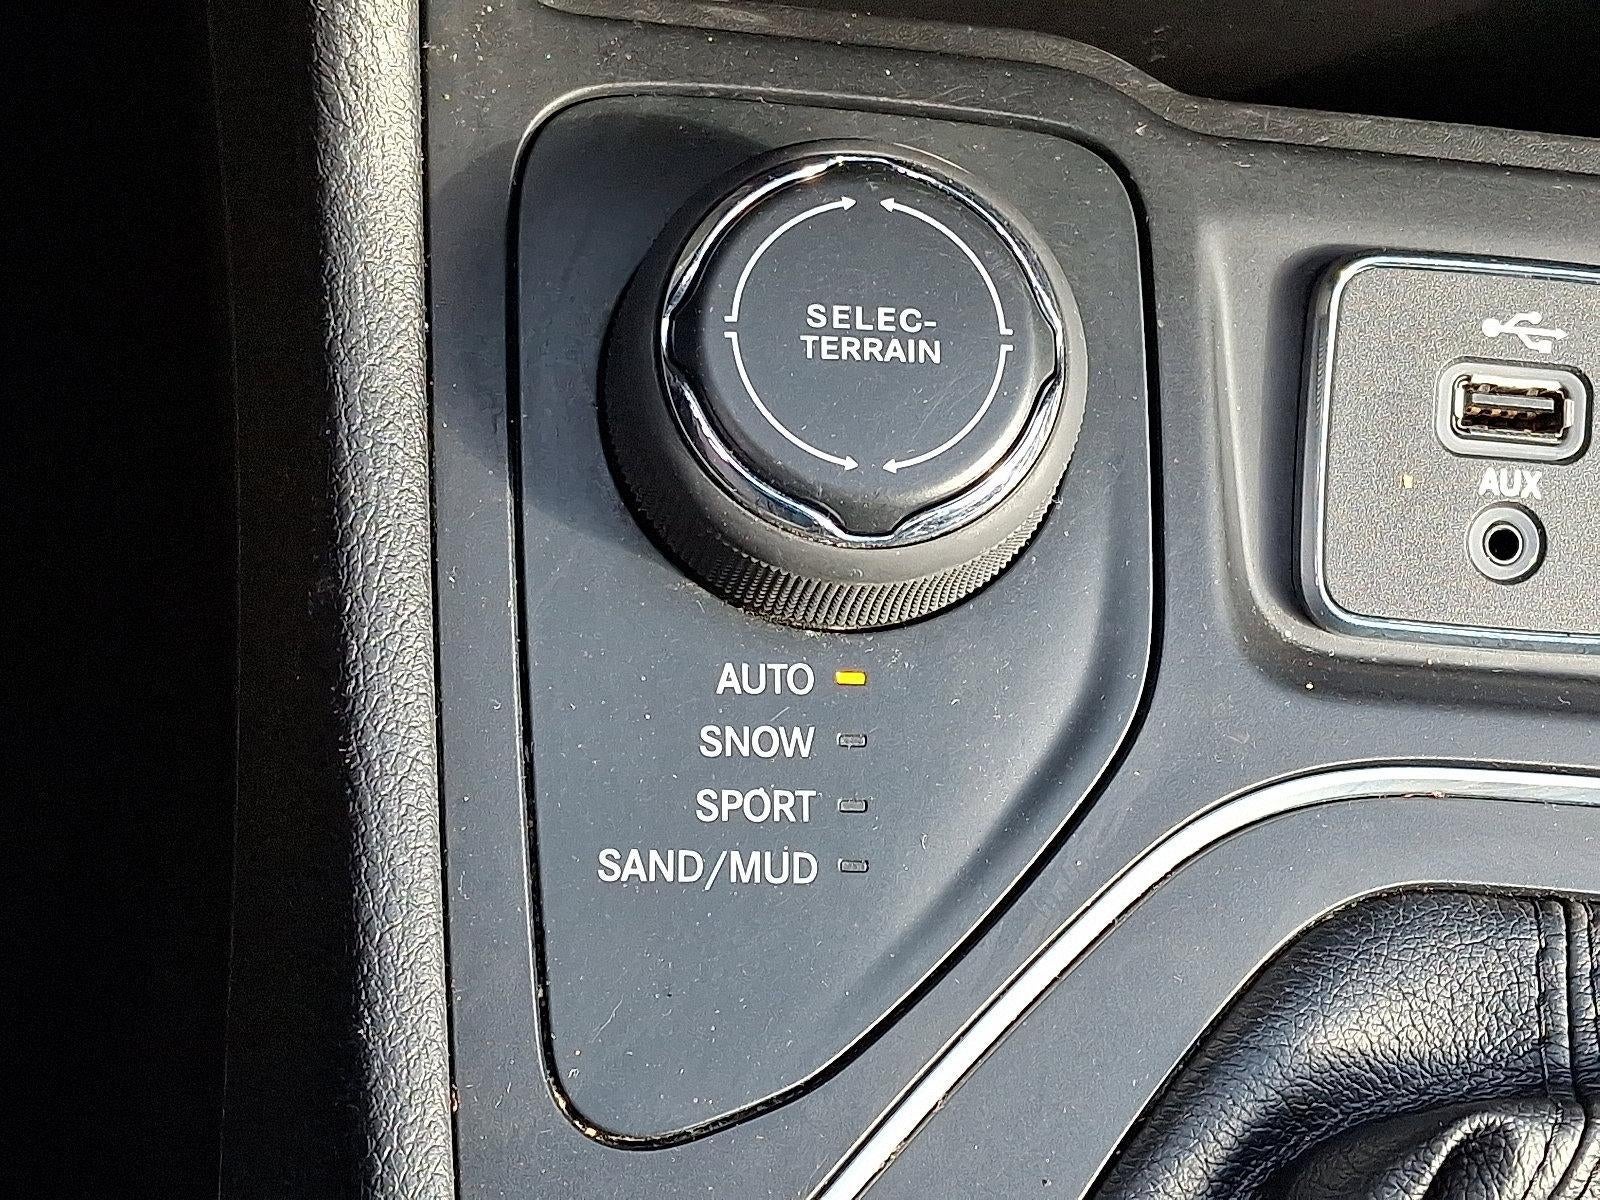 SELEC-
TERRAIN
AUX
AUTO
SNOW
SPORT
SAND/MUD